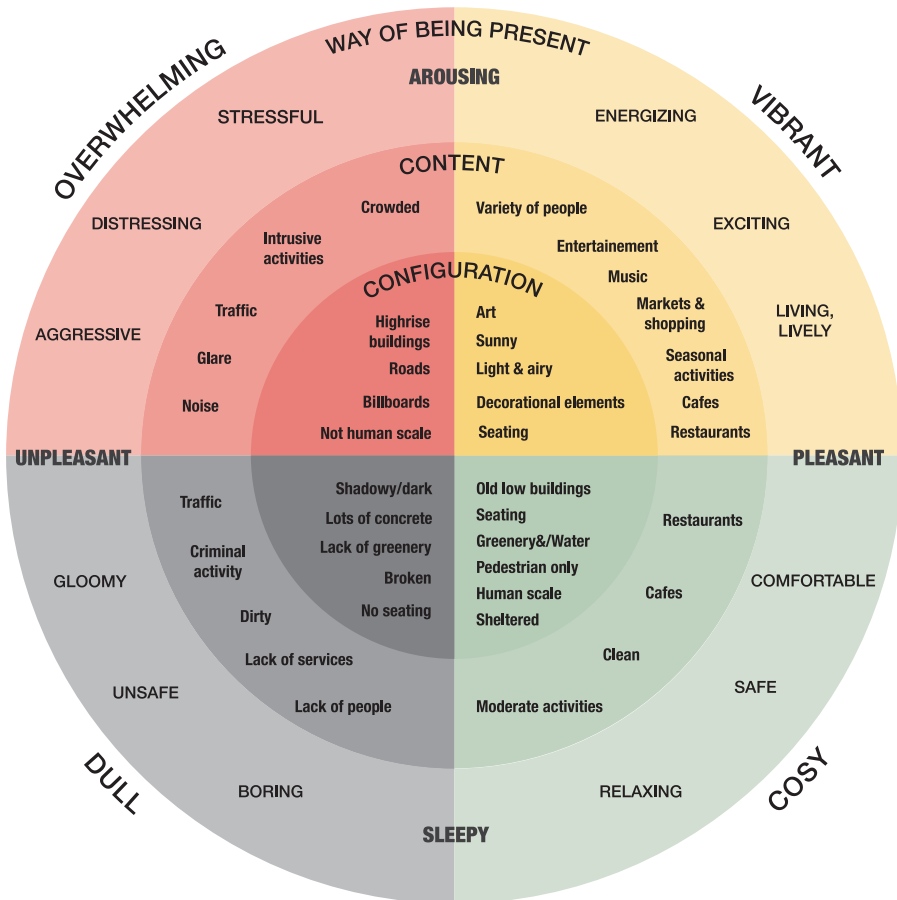 OVERWHELMING
WAY OF BEING PRESENT
VIBRANT
AROUSING
STRESSFUL
ENERGIZING
DISTRESSING
EXCITING
AGGRESSIVE
LIVING,
LIVELY
CONTENT
Crowded
Variety of people
Intrusive
activities
Entertainement
Music
Traffic
Markets &
shopping
Glare
Seasonal
activities
Noise
Cafes
Restaurants
CONFIGURATION
Highrise
buildings
Art
Sunny
Roads
Light & airy
Billboards
Decorational elements
Not human scale
Seating
UNPLEASANT
PLEASANT
Shadowy/dark
Old low buildings
Lots of concrete
Seating
Lack of greenery
Greenery&/Water
Broken
Pedestrian only
No seating
Human scale
Sheltered
Traffic
Restaurants
Criminal
activity
Cafes
Dirty
Clean
Lack of services
Lack of people
Moderate activities
GLOOMY
COMFORTABLE
UNSAFE
SAFE
BORING
RELAXING
DULL
COSY
SLEEPY